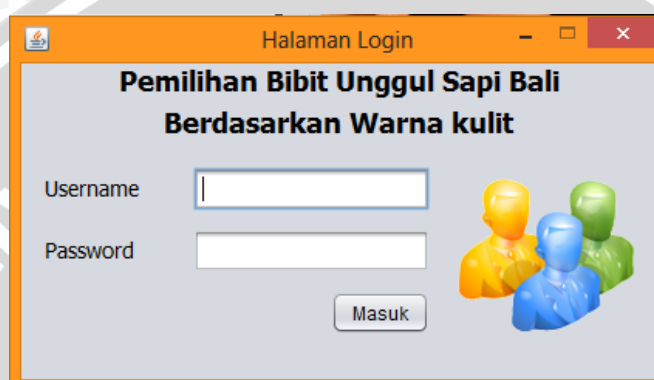 Halaman Login
Pemilihan Bibit Unggul Sapi Bali
Berdasarkan Warna kulit
Username
Password
Masuk